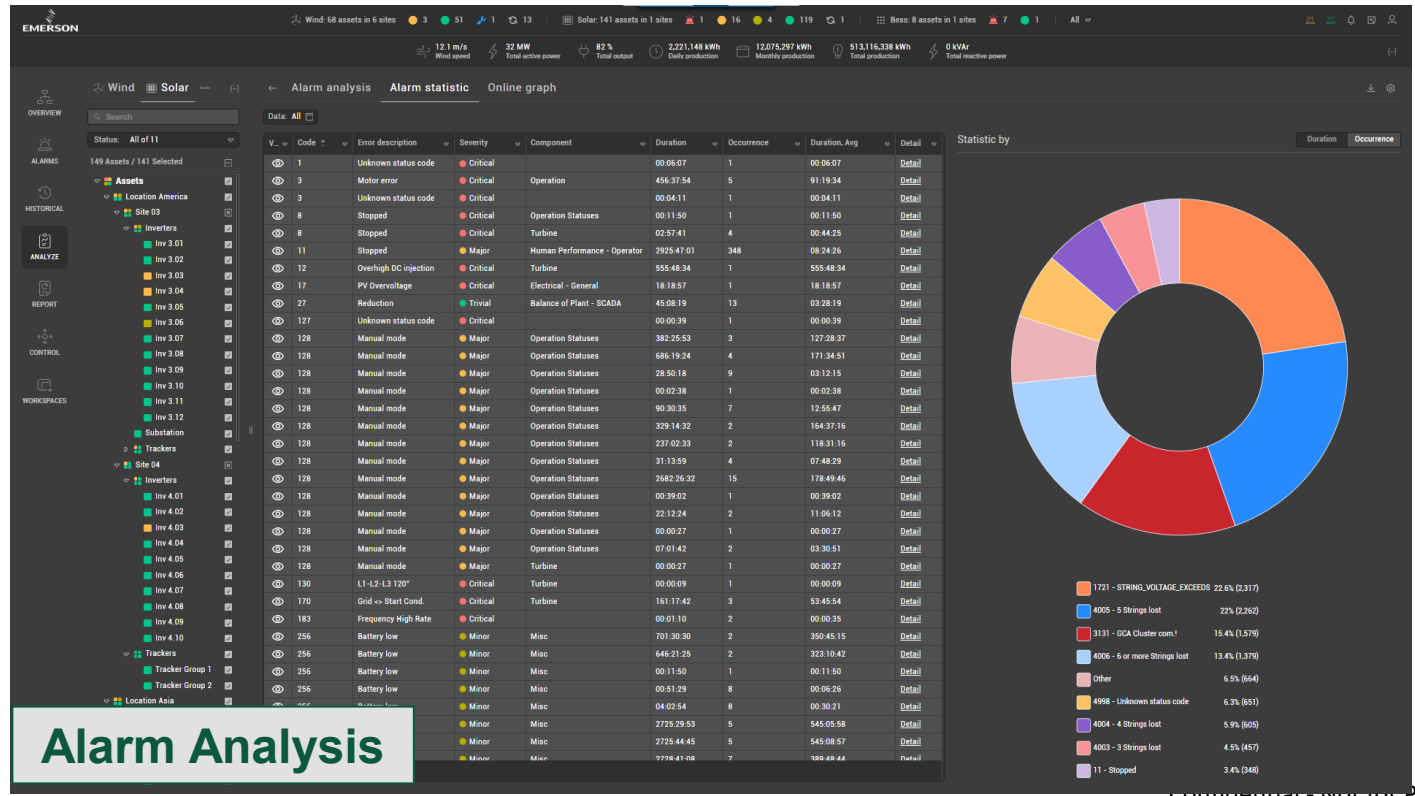 EMERSON
Wind: 68 assets in 6 sites 3 51 1 13 Solar: 141 assets in 1 sites 1 16 4 119 1 Bess: 8 assets in 1 sites 7 1 All
12.1 m/s Wind speed 32 MW Total active power 82 % Total output 2,221,148 kWh Daily production 12,075,297 kWh Monthly production 513,116,338 kWh Total production 0 kVAr Total reactive power
OVERVIEW
ALARMS
HISTORICAL
ANALYZE
REPORT
CONTROL
WORKSPACES
Wind Solar ...
Search
Status: All of 11
149 Assets / 141 Selected
Assets
Location America
Site 03
Inverters
Inv 3.01
Inv 3.02
Inv 3.03
Inv 3.04
Inv 3.05
Inv 3.06
Inv 3.07
Inv 3.08
Inv 3.09
Inv 3.10
Inv 3.11
Inv 3.12
Substation
Trackers
Site 04
Inverters
Inv 4.01
Inv 4.02
Inv 4.03
Inv 4.04
Inv 4.05
Inv 4.06
Inv 4.07
Inv 4.08
Inv 4.09
Inv 4.10
Trackers
Tracker Group 1
Tracker Group 2
Location Asia
Alarm analysis Alarm statistic Online graph
Data: All
V... Code Error description Severity Component Duration Occurrence Duration, Avg Detail
1 Unknown status code Critical 00:06:07 1 00:06:07 Detail
3 Motor error Critical Operation 456:37:54 5 91:19:34 Detail
3 Unknown status code Critical 00:04:11 1 00:04:11 Detail
8 Stopped Critical Operation Statuses 00:11:50 1 00:11:50 Detail
8 Stopped Critical Turbine 02:57:41 4 00:44:25 Detail
11 Stopped Major Human Performance - Operator 2925:47:01 348 08:24:26 Detail
12 Overhigh DC injection Critical Turbine 555:48:34 1 555:48:34 Detail
17 PV Overvoltage Critical Electrical - General 18:18:57 1 18:18:57 Detail
27 Reduction Trivial Balance of Plant - SCADA 45:08:19 13 03:28:19 Detail
127 Unknown status code Critical 00:00:39 1 00:00:39 Detail
128 Manual mode Major Operation Statuses 382:25:53 3 127:28:37 Detail
128 Manual mode Major Operation Statuses 686:19:24 4 171:34:51 Detail
128 Manual mode Major Operation Statuses 28:50:18 9 03:12:15 Detail
128 Manual mode Major Operation Statuses 00:02:38 1 00:02:38 Detail
128 Manual mode Major Operation Statuses 90:30:35 7 12:55:47 Detail
128 Manual mode Major Operation Statuses 329:14:32 2 164:37:16 Detail
128 Manual mode Major Operation Statuses 237:02:33 2 118:31:16 Detail
128 Manual mode Major Operation Statuses 31:13:59 4 07:48:29 Detail
128 Manual mode Major Operation Statuses 2682:26:32 15 178:49:46 Detail
128 Manual mode Major Operation Statuses 00:39:02 1 00:39:02 Detail
128 Manual mode Major Operation Statuses 22:12:24 2 11:06:12 Detail
128 Manual mode Major Operation Statuses 00:00:27 1 00:00:27 Detail
128 Manual mode Major Operation Statuses 07:01:42 2 03:30:51 Detail
128 Manual mode Major Turbine 00:00:27 1 00:00:27 Detail
130 L1-L2-L3 120° Critical Turbine 00:00:09 1 00:00:09 Detail
170 Grid <> Start Cond. Critical Turbine 161:17:42 3 53:45:54 Detail
183 Frequency High Rate Critical 00:01:10 2 00:00:35 Detail
256 Battery low Minor Misc 701:30:30 2 350:45:15 Detail
256 Battery low Minor Misc 646:21:25 2 323:10:42 Detail
256 Battery low Minor Misc 00:11:50 1 00:11:50 Detail
256 Battery low Minor Misc 00:51:29 8 00:06:26 Detail
256 Battery low Minor Misc 04:02:54 8 00:30:21 Detail
Minor Misc 2725:29:53 5 545:05:58 Detail
Minor Misc 2725:44:45 5 545:08:57 Detail
Minor Misc 2728:41:08 7 389:48:44 Detail
Statistic by Duration Occurrence
1721 - STRING_VOLTAGE_EXCEEDS 22.6% (2,317)
4005 - 5 Strings lost 22% (2,262)
3131 - GCA Cluster com.! 15.4% (1,579)
4006 - 6 or more Strings lost 13.4% (1,379)
Other 6.5% (664)
4998 - Unknown status code 6.3% (651)
4004 - 4 Strings lost 5.9% (605)
4003 - 3 Strings lost 4.5% (457)
11 - Stopped 3.4% (348)
Alarm Analysis